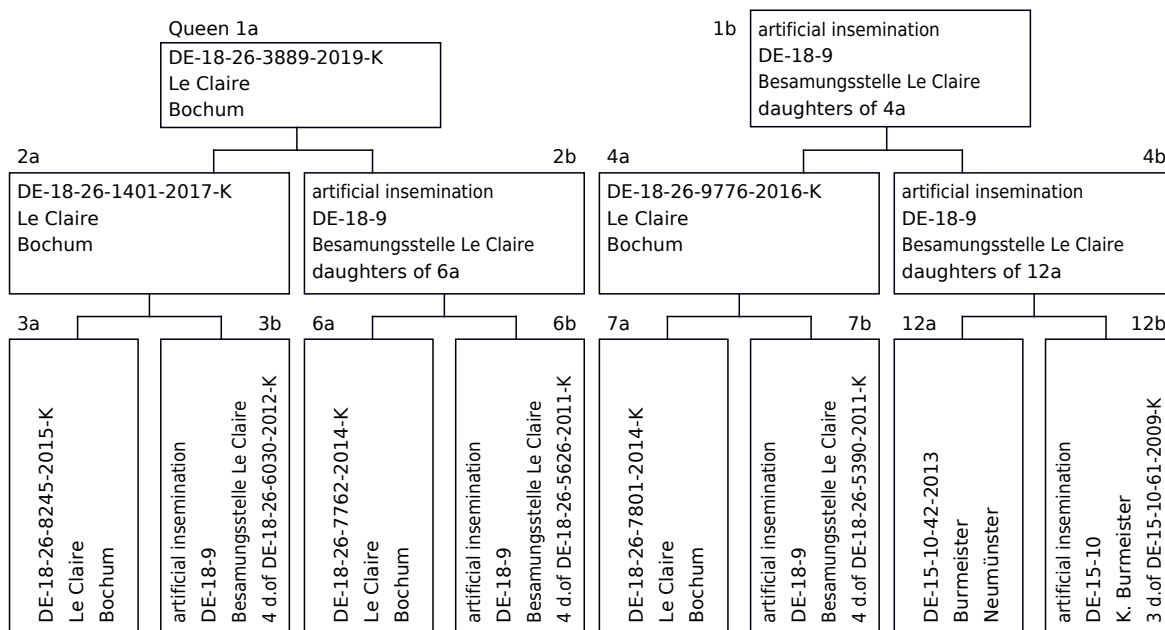 Queen 1a
DE-18-26-3889-2019-K
Le Claire
Bochum
1b
artificial insemination
DE-18-9
Besamungsstelle Le Claire
daughters of 4a
2a
DE-18-26-1401-2017-K
Le Claire
Bochum
2b
artificial insemination
DE-18-9
Besamungsstelle Le Claire
daughters of 6a
4a
DE-18-26-9776-2016-K
Le Claire
Bochum
4b
artificial insemination
DE-18-9
Besamungsstelle Le Claire
daughters of 12a
3a
DE-18-26-8245-2015-K
Le Claire
Bochum
3b
artificial insemination
DE-18-9
Besamungsstelle Le Claire
4 d.of DE-18-26-6030-2012-K
6a
DE-18-26-7762-2014-K
Le Claire
Bochum
6b
artificial insemination
DE-18-9
Besamungsstelle Le Claire
4 d.of DE-18-26-5626-2011-K
7a
DE-18-26-7801-2014-K
Le Claire
Bochum
7b
artificial insemination
DE-18-9
Besamungsstelle Le Claire
4 d.of DE-18-26-5390-2011-K
12a
DE-15-10-42-2013
Burmeister
Neumünster
12b
artificial insemination
DE-15-10
K. Burmeister
3 d.of DE-15-10-61-2009-K